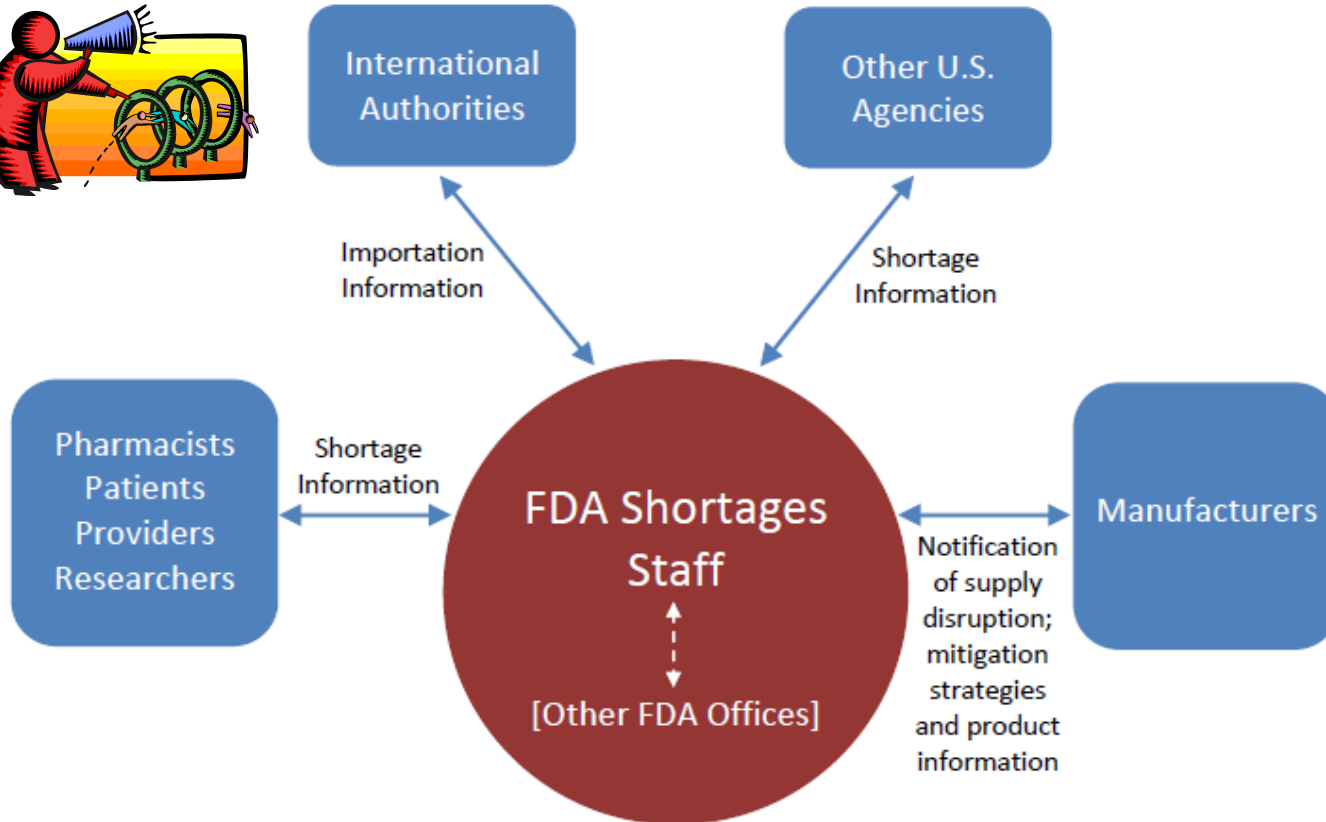 International
Authorities
Other U.S.
Agencies
Importation
Information
Shortage
Information
Pharmacists
Patients
Providers
Researchers
Shortage
Information
FDA Shortages
Staff
[Other FDA Offices]
Manufacturers
Notification
of supply
disruption;
mitigation
strategies
and product
information